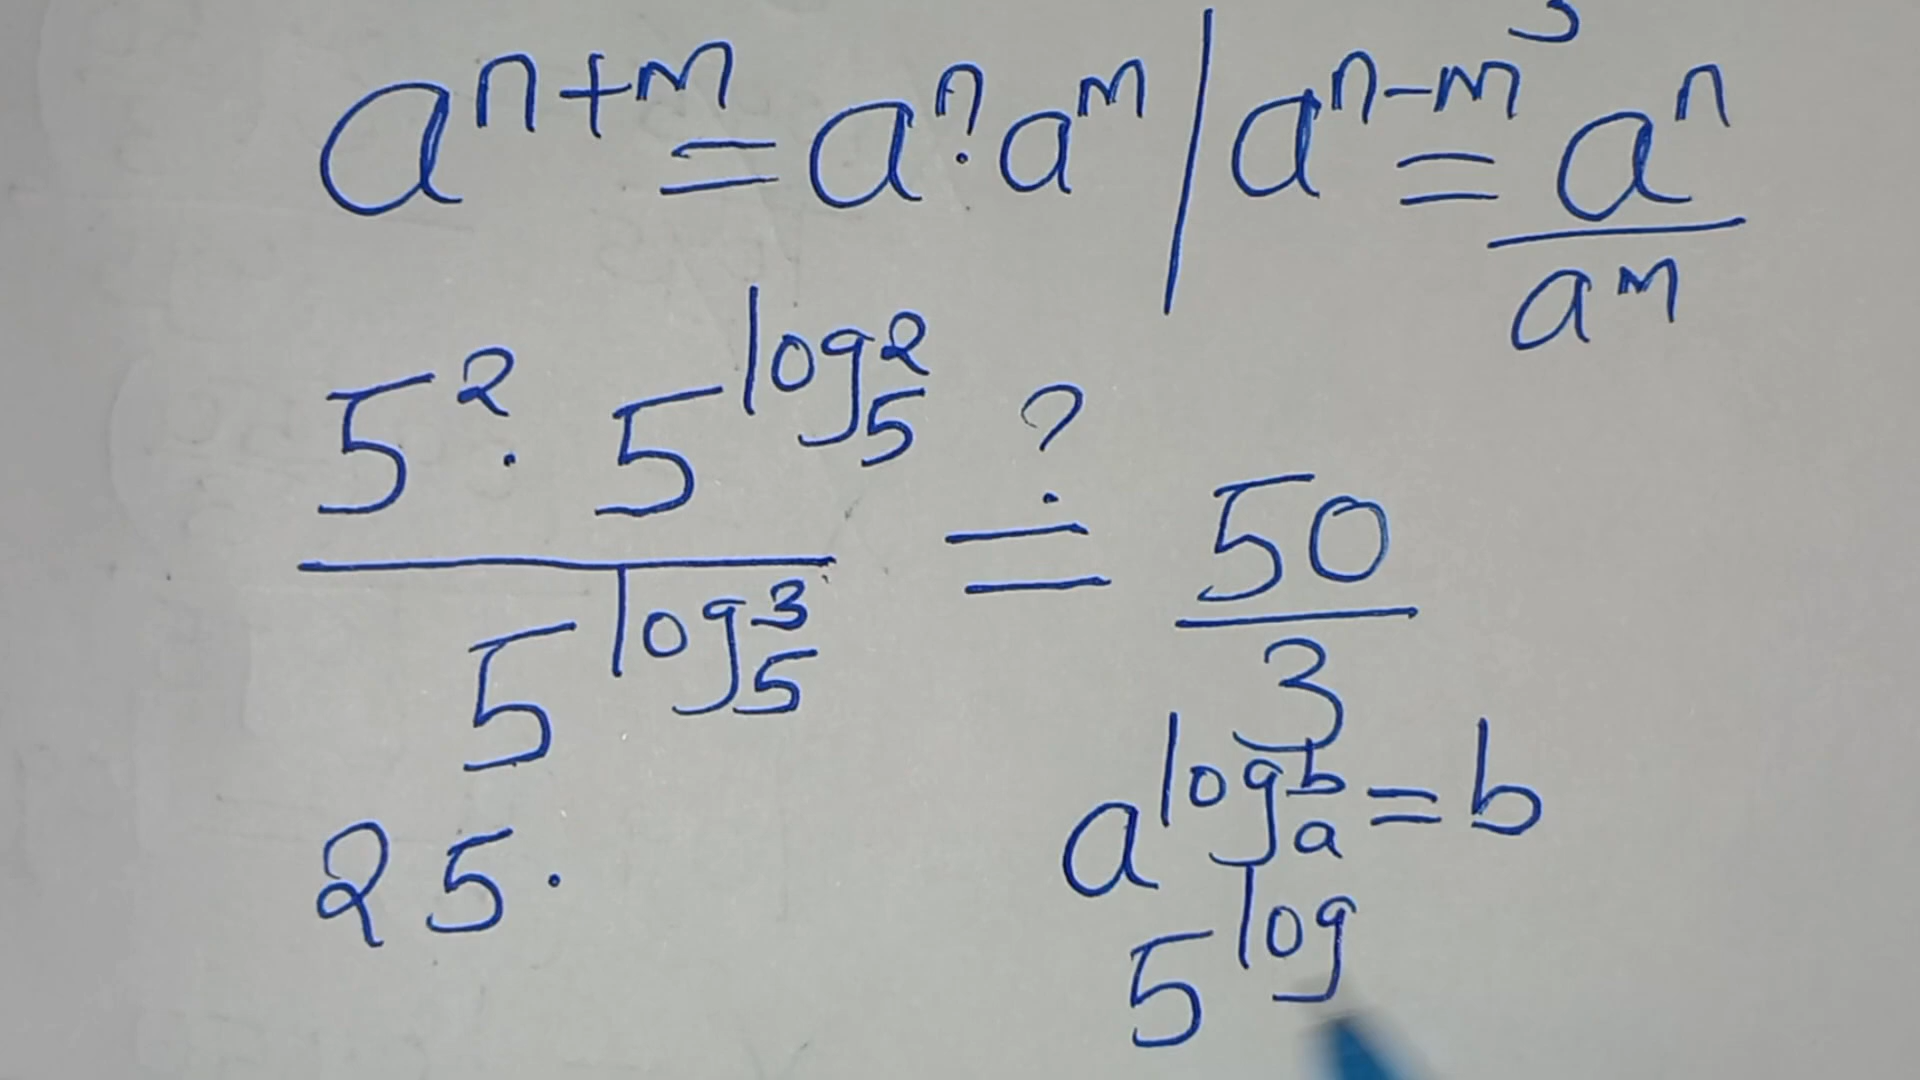 a^{n+m} = a^n · a^m / a^{n-m} = a^n / a^m
5^2 · 5^{log_5^2} / 5^{log_5^3} ?= 50/3
a^{log_a^b} = b
25 ·
5^{log